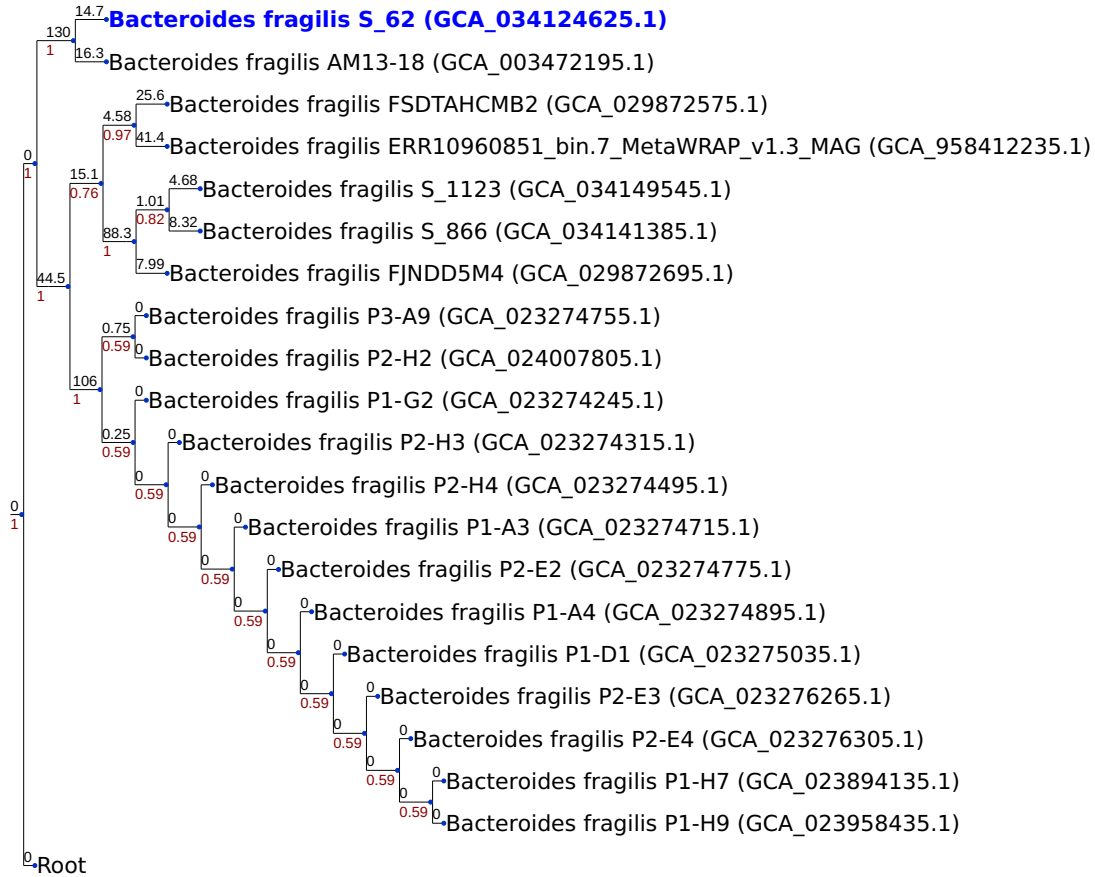 14.7
Bacteroides fragilis S_62 (GCA_034124625.1)
130
1
16.3
Bacteroides fragilis AM13-18 (GCA_003472195.1)
25.6
Bacteroides fragilis FSDTAHCMB2 (GCA_029872575.1)
4.58
0.97
41.4
Bacteroides fragilis ERR10960851_bin.7_MetaWRAP_v1.3_MAG (GCA_958412235.1)
0
1
15.1
0.76
4.68
Bacteroides fragilis S_1123 (GCA_034149545.1)
1.01
0.82
8.32
Bacteroides fragilis S_866 (GCA_034141385.1)
88.3
1
7.99
Bacteroides fragilis FJNDD5M4 (GCA_029872695.1)
44.5
1
0
Bacteroides fragilis P3-A9 (GCA_023274755.1)
0.75
0.59
0
Bacteroides fragilis P2-H2 (GCA_024007805.1)
106
1
0
Bacteroides fragilis P1-G2 (GCA_023274245.1)
0.25
0.59
0
Bacteroides fragilis P2-H3 (GCA_023274315.1)
0
0.59
0
Bacteroides fragilis P2-H4 (GCA_023274495.1)
0
0.59
0
Bacteroides fragilis P1-A3 (GCA_023274715.1)
0
1
0
0.59
0
Bacteroides fragilis P2-E2 (GCA_023274775.1)
0
0.59
0
Bacteroides fragilis P1-A4 (GCA_023274895.1)
0
0.59
0
Bacteroides fragilis P1-D1 (GCA_023275035.1)
0
0.59
0
Bacteroides fragilis P2-E3 (GCA_023276265.1)
0
0.59
0
Bacteroides fragilis P2-E4 (GCA_023276305.1)
0
0.59
0
Bacteroides fragilis P1-H7 (GCA_023894135.1)
0
0.59
0
Bacteroides fragilis P1-H9 (GCA_023958435.1)
0
Root